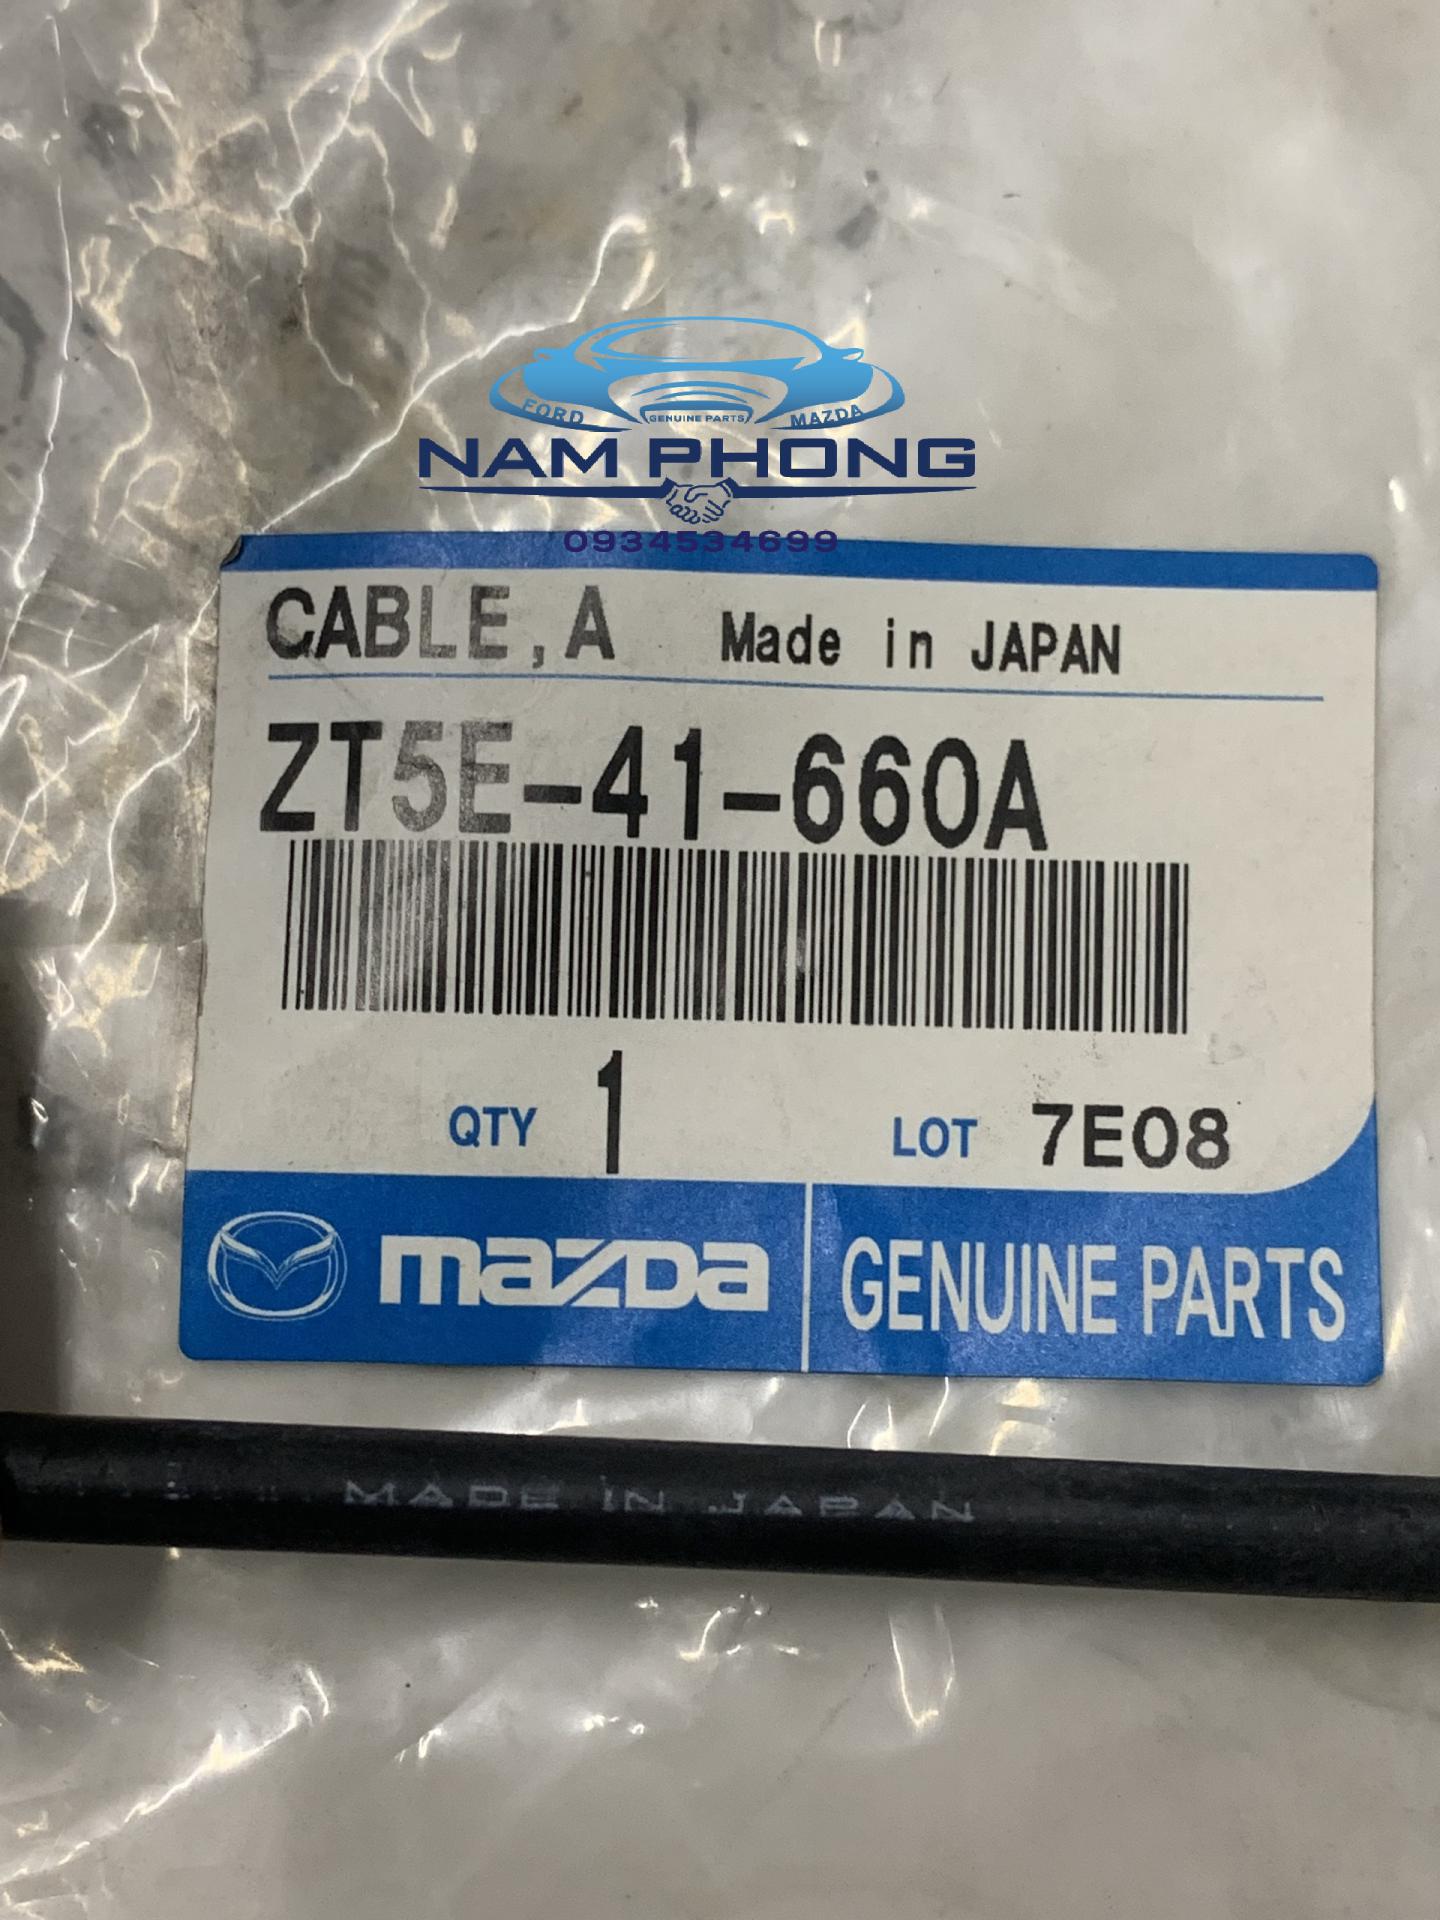 FORD GENUINE PARTS MAZDA
NAM PHONG
0934534699
CABLE,A Made in JAPAN
ZT5E-41-660A
QTY 1 LOT 7E08
mazda GENUINE PARTS
MADE IN JAPAN